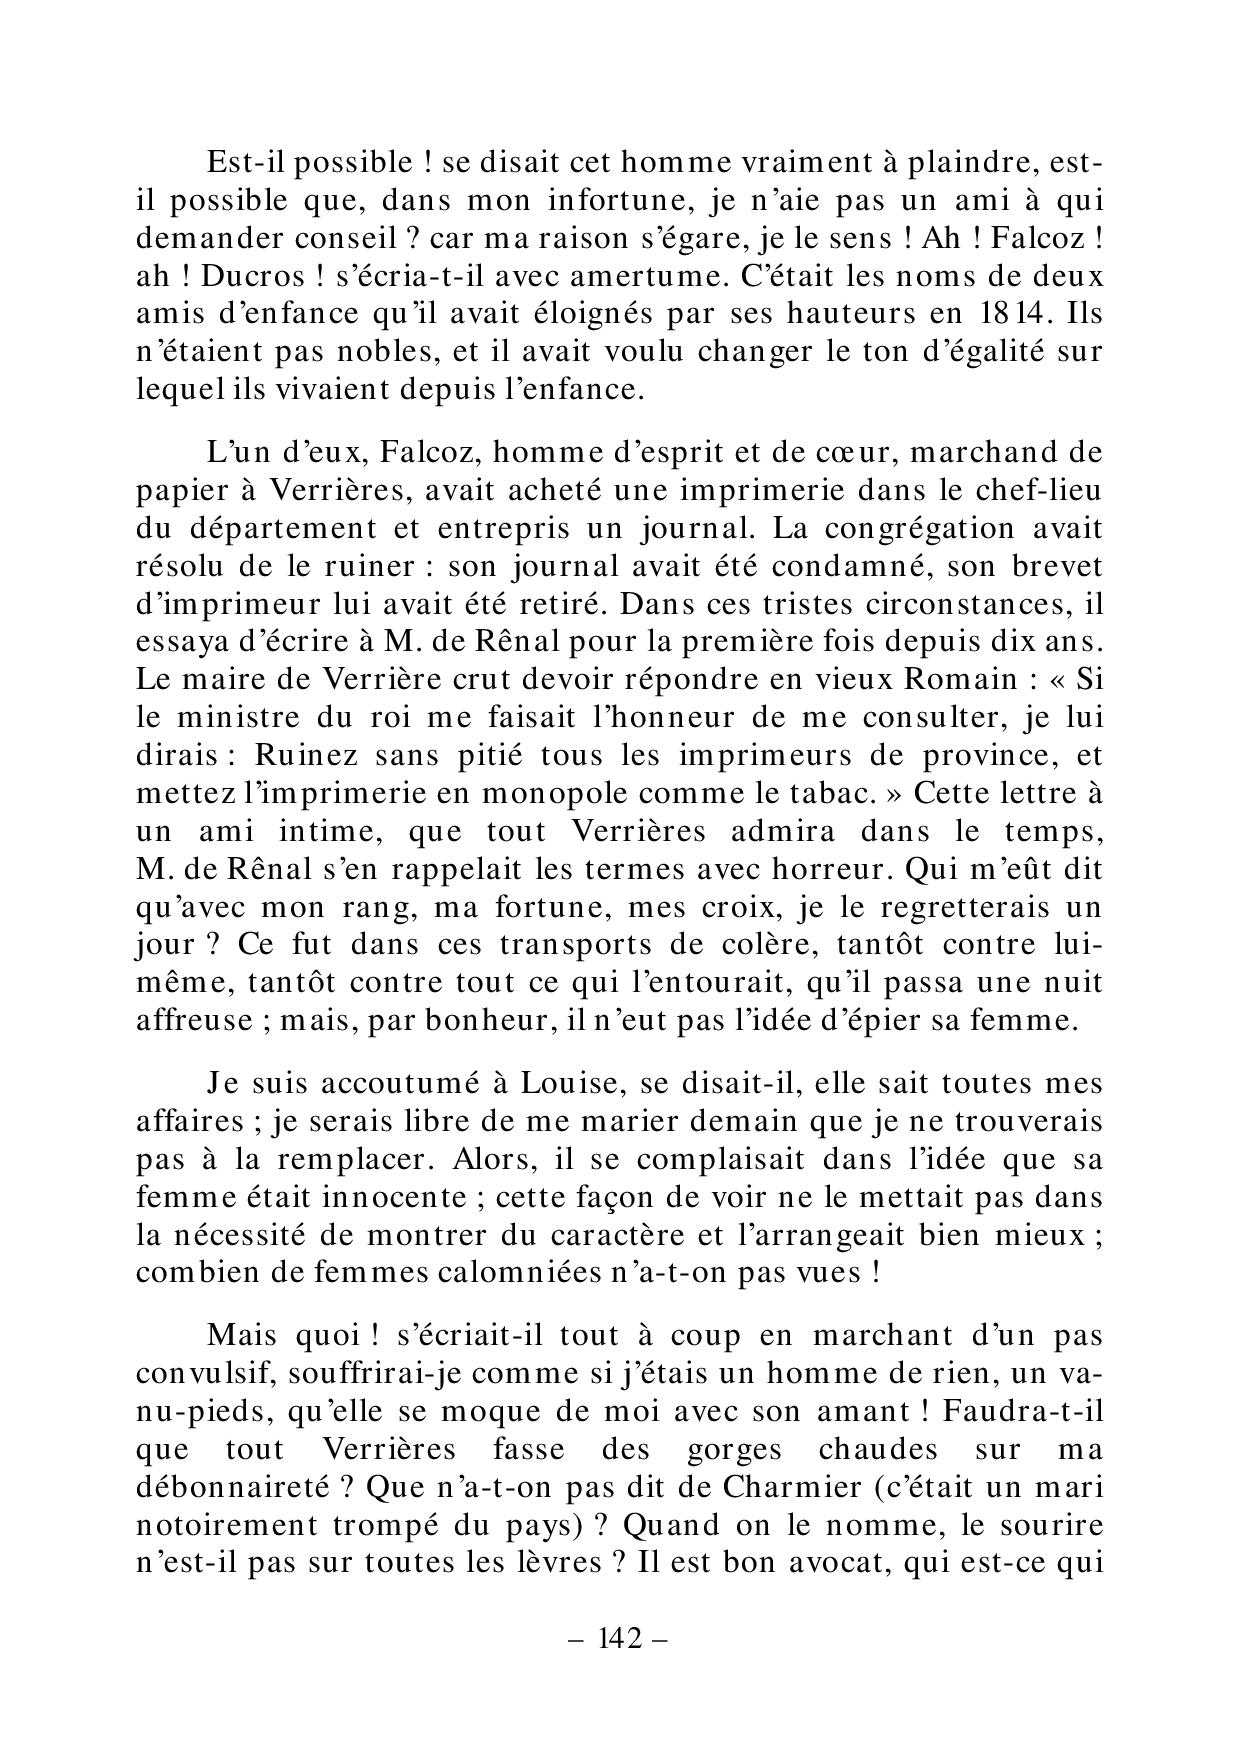 Est-il possible ! se disait cet homme vraiment à plaindre, est-
il possible que, dans mon infortune, je n’aie pas un ami à qui
demander conseil ? car ma raison s’égare, je le sens ! Ah ! Falcoz !
ah ! Ducros ! s’écria-t-il avec amertume. C’était les noms de deux
amis d’enfance qu’il avait éloignés par ses hauteurs en 1814. Ils
n’étaient pas nobles, et il avait voulu changer le ton d’égalité sur
lequel ils vivaient depuis l’enfance.
L’un d’eux, Falcoz, homme d’esprit et de cœur, marchand de
papier à Verrières, avait acheté une imprimerie dans le chef-lieu
du département et entrepris un journal. La congrégation avait
résolu de le ruiner : son journal avait été condamné, son brevet
d’imprimeur lui avait été retiré. Dans ces tristes circonstances, il
essaya d’écrire à M. de Rênal pour la première fois depuis dix ans.
Le maire de Verrière crut devoir répondre en vieux Romain : « Si
le ministre du roi me faisait l’honneur de me consulter, je lui
dirais : Ruinez sans pitié tous les imprimeurs de province, et
mettez l’imprimerie en monopole comme le tabac. » Cette lettre à
un ami intime, que tout Verrières admira dans le temps,
M. de Rênal s’en rappelait les termes avec horreur. Qui m’eût dit
qu’avec mon rang, ma fortune, mes croix, je le regretterais un
jour ? Ce fut dans ces transports de colère, tantôt contre lui-
même, tantôt contre tout ce qui l’entourait, qu’il passa une nuit
affreuse ; mais, par bonheur, il n’eut pas l’idée d’épier sa femme.
Je suis accoutumé à Louise, se disait-il, elle sait toutes mes
affaires ; je serais libre de me marier demain que je ne trouverais
pas à la remplacer. Alors, il se complaisait dans l’idée que sa
femme était innocente ; cette façon de voir ne le mettait pas dans
la nécessité de montrer du caractère et l’arrangeait bien mieux ;
combien de femmes calomniées n’a-t-on pas vues !
Mais quoi ! s’écriait-il tout à coup en marchant d’un pas
convulsif, souffrirai-je comme si j’étais un homme de rien, un va-
nu-pieds, qu’elle se moque de moi avec son amant ! Faudra-t-il
que tout Verrières fasse des gorges chaudes sur ma
débonnaireté ? Que n’a-t-on pas dit de Charmier (c’était un mari
notoirement trompé du pays) ? Quand on le nomme, le sourire
n’est-il pas sur toutes les lèvres ? Il est bon avocat, qui est-ce qui
– 142 –